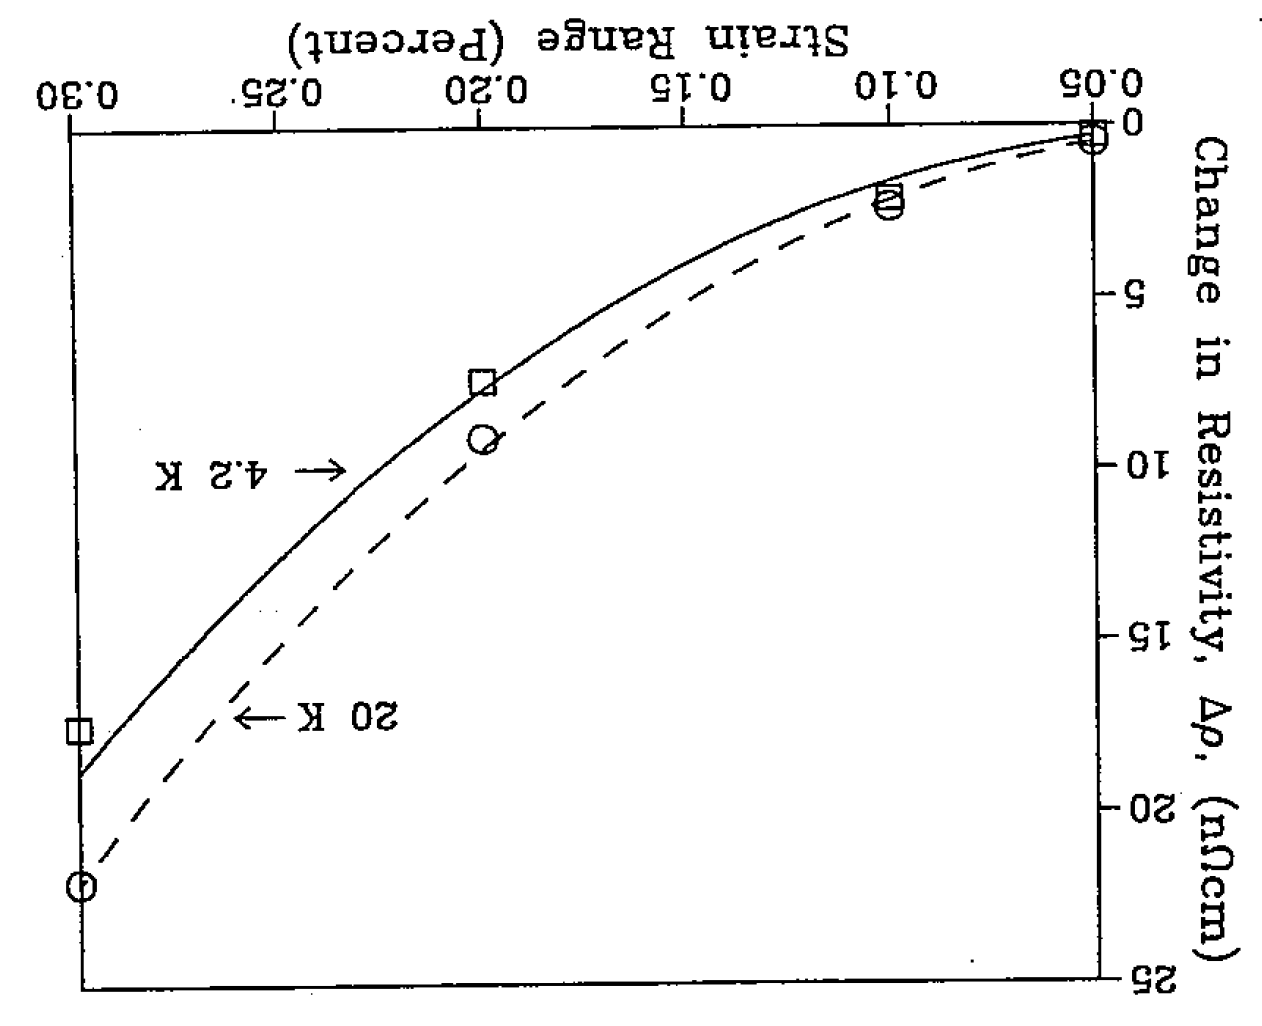 Change in Resistivity, Δρ, (nΩcm)
25
20
15
10
5
0
20 K
4.2 K
0.05 0.10 0.15 0.20 0.25 0.30
Strain Range (Percent)